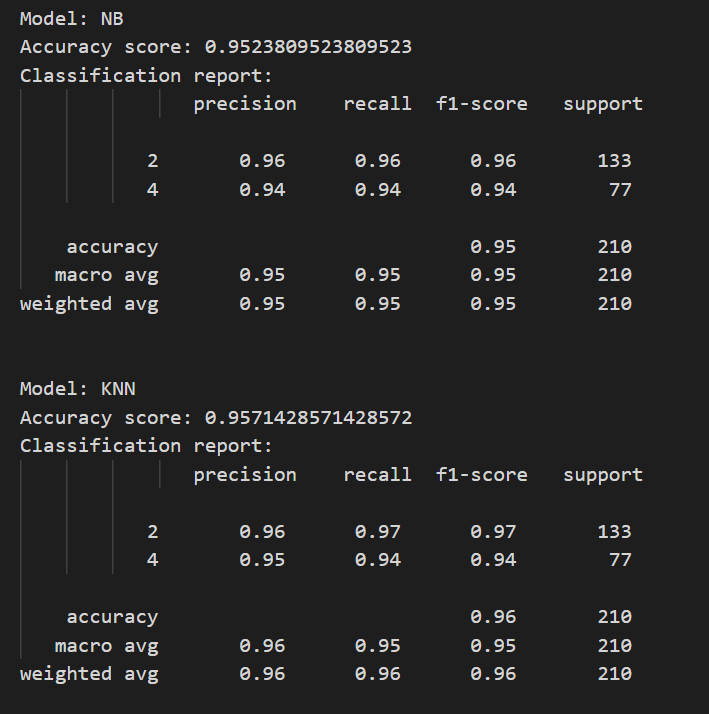 Model: NB
Accuracy score: 0.9523809523809523
Classification report:
precision recall f1-score support
2 0.96 0.96 0.96 133
4 0.94 0.94 0.94 77
accuracy 0.95 210
macro avg 0.95 0.95 0.95 210
weighted avg 0.95 0.95 0.95 210
Model: KNN
Accuracy score: 0.9571428571428572
Classification report:
precision recall f1-score support
2 0.96 0.97 0.97 133
4 0.95 0.94 0.94 77
accuracy 0.96 210
macro avg 0.96 0.95 0.95 210
weighted avg 0.96 0.96 0.96 210